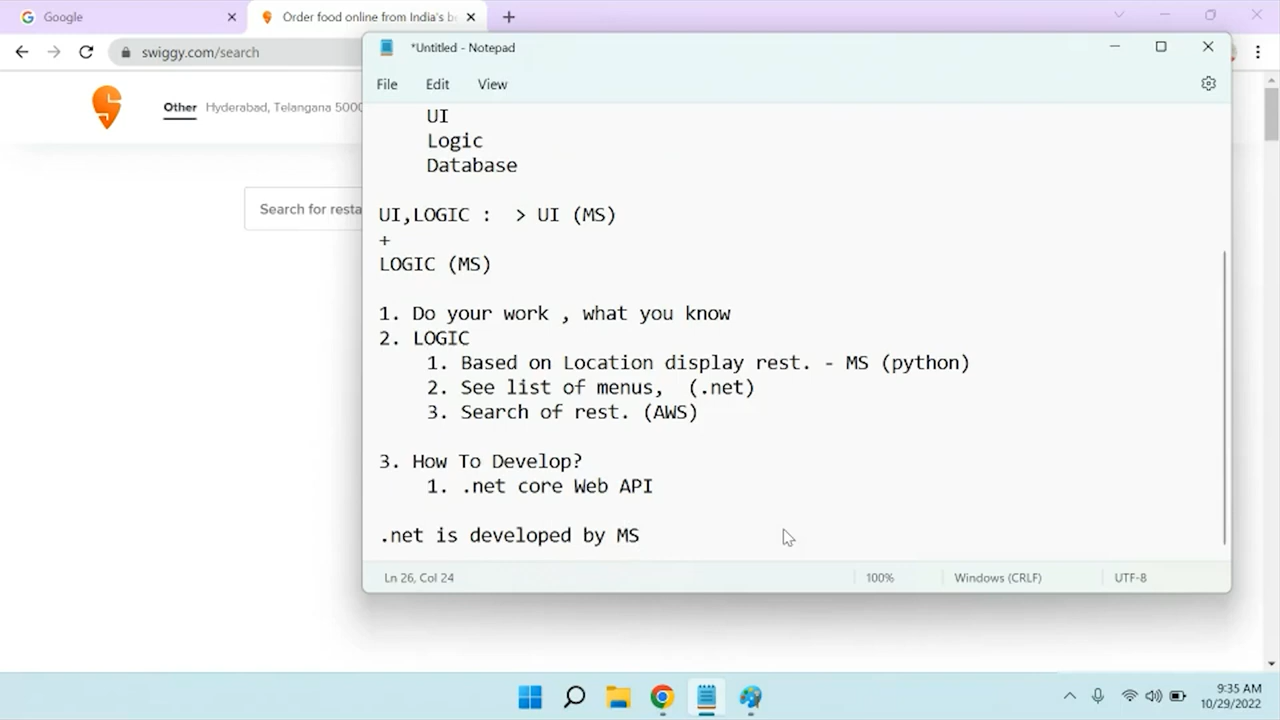 Google
Order food online from India's be
swiggy.com/search
*Untitled - Notepad
File Edit View
Other Hyderabad, Telangana 5000
Search for resta
UI
Logic
Database
UI,LOGIC :  > UI (MS)
+
LOGIC (MS)
1. Do your work , what you know
2. LOGIC
1. Based on Location display rest. - MS (python)
2. See list of menus,  (.net)
3. Search of rest. (AWS)
3. How To Develop?
1. .net core Web API
.net is developed by MS
Ln 26, Col 24 100% Windows (CRLF) UTF-8
9:35 AM
10/29/2022